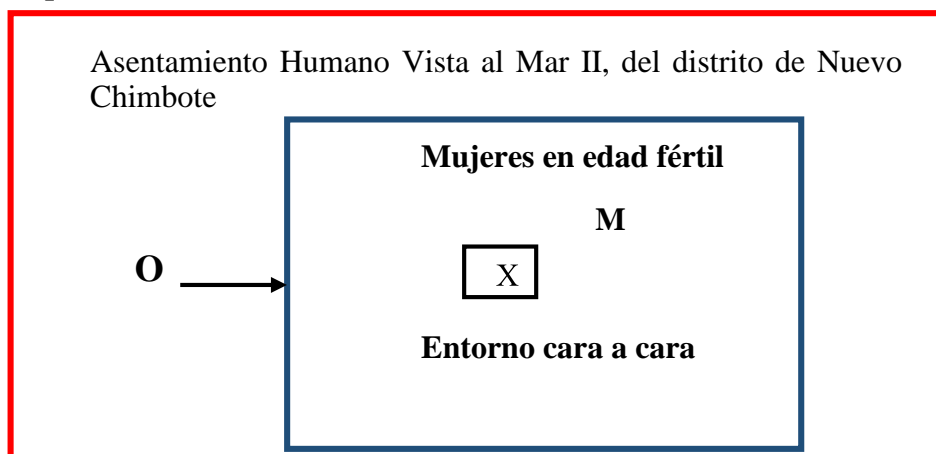 Asentamiento Humano Vista al Mar II, del distrito de Nuevo
Chimbote
Mujeres en edad fértil
M
O
X
Entorno cara a cara